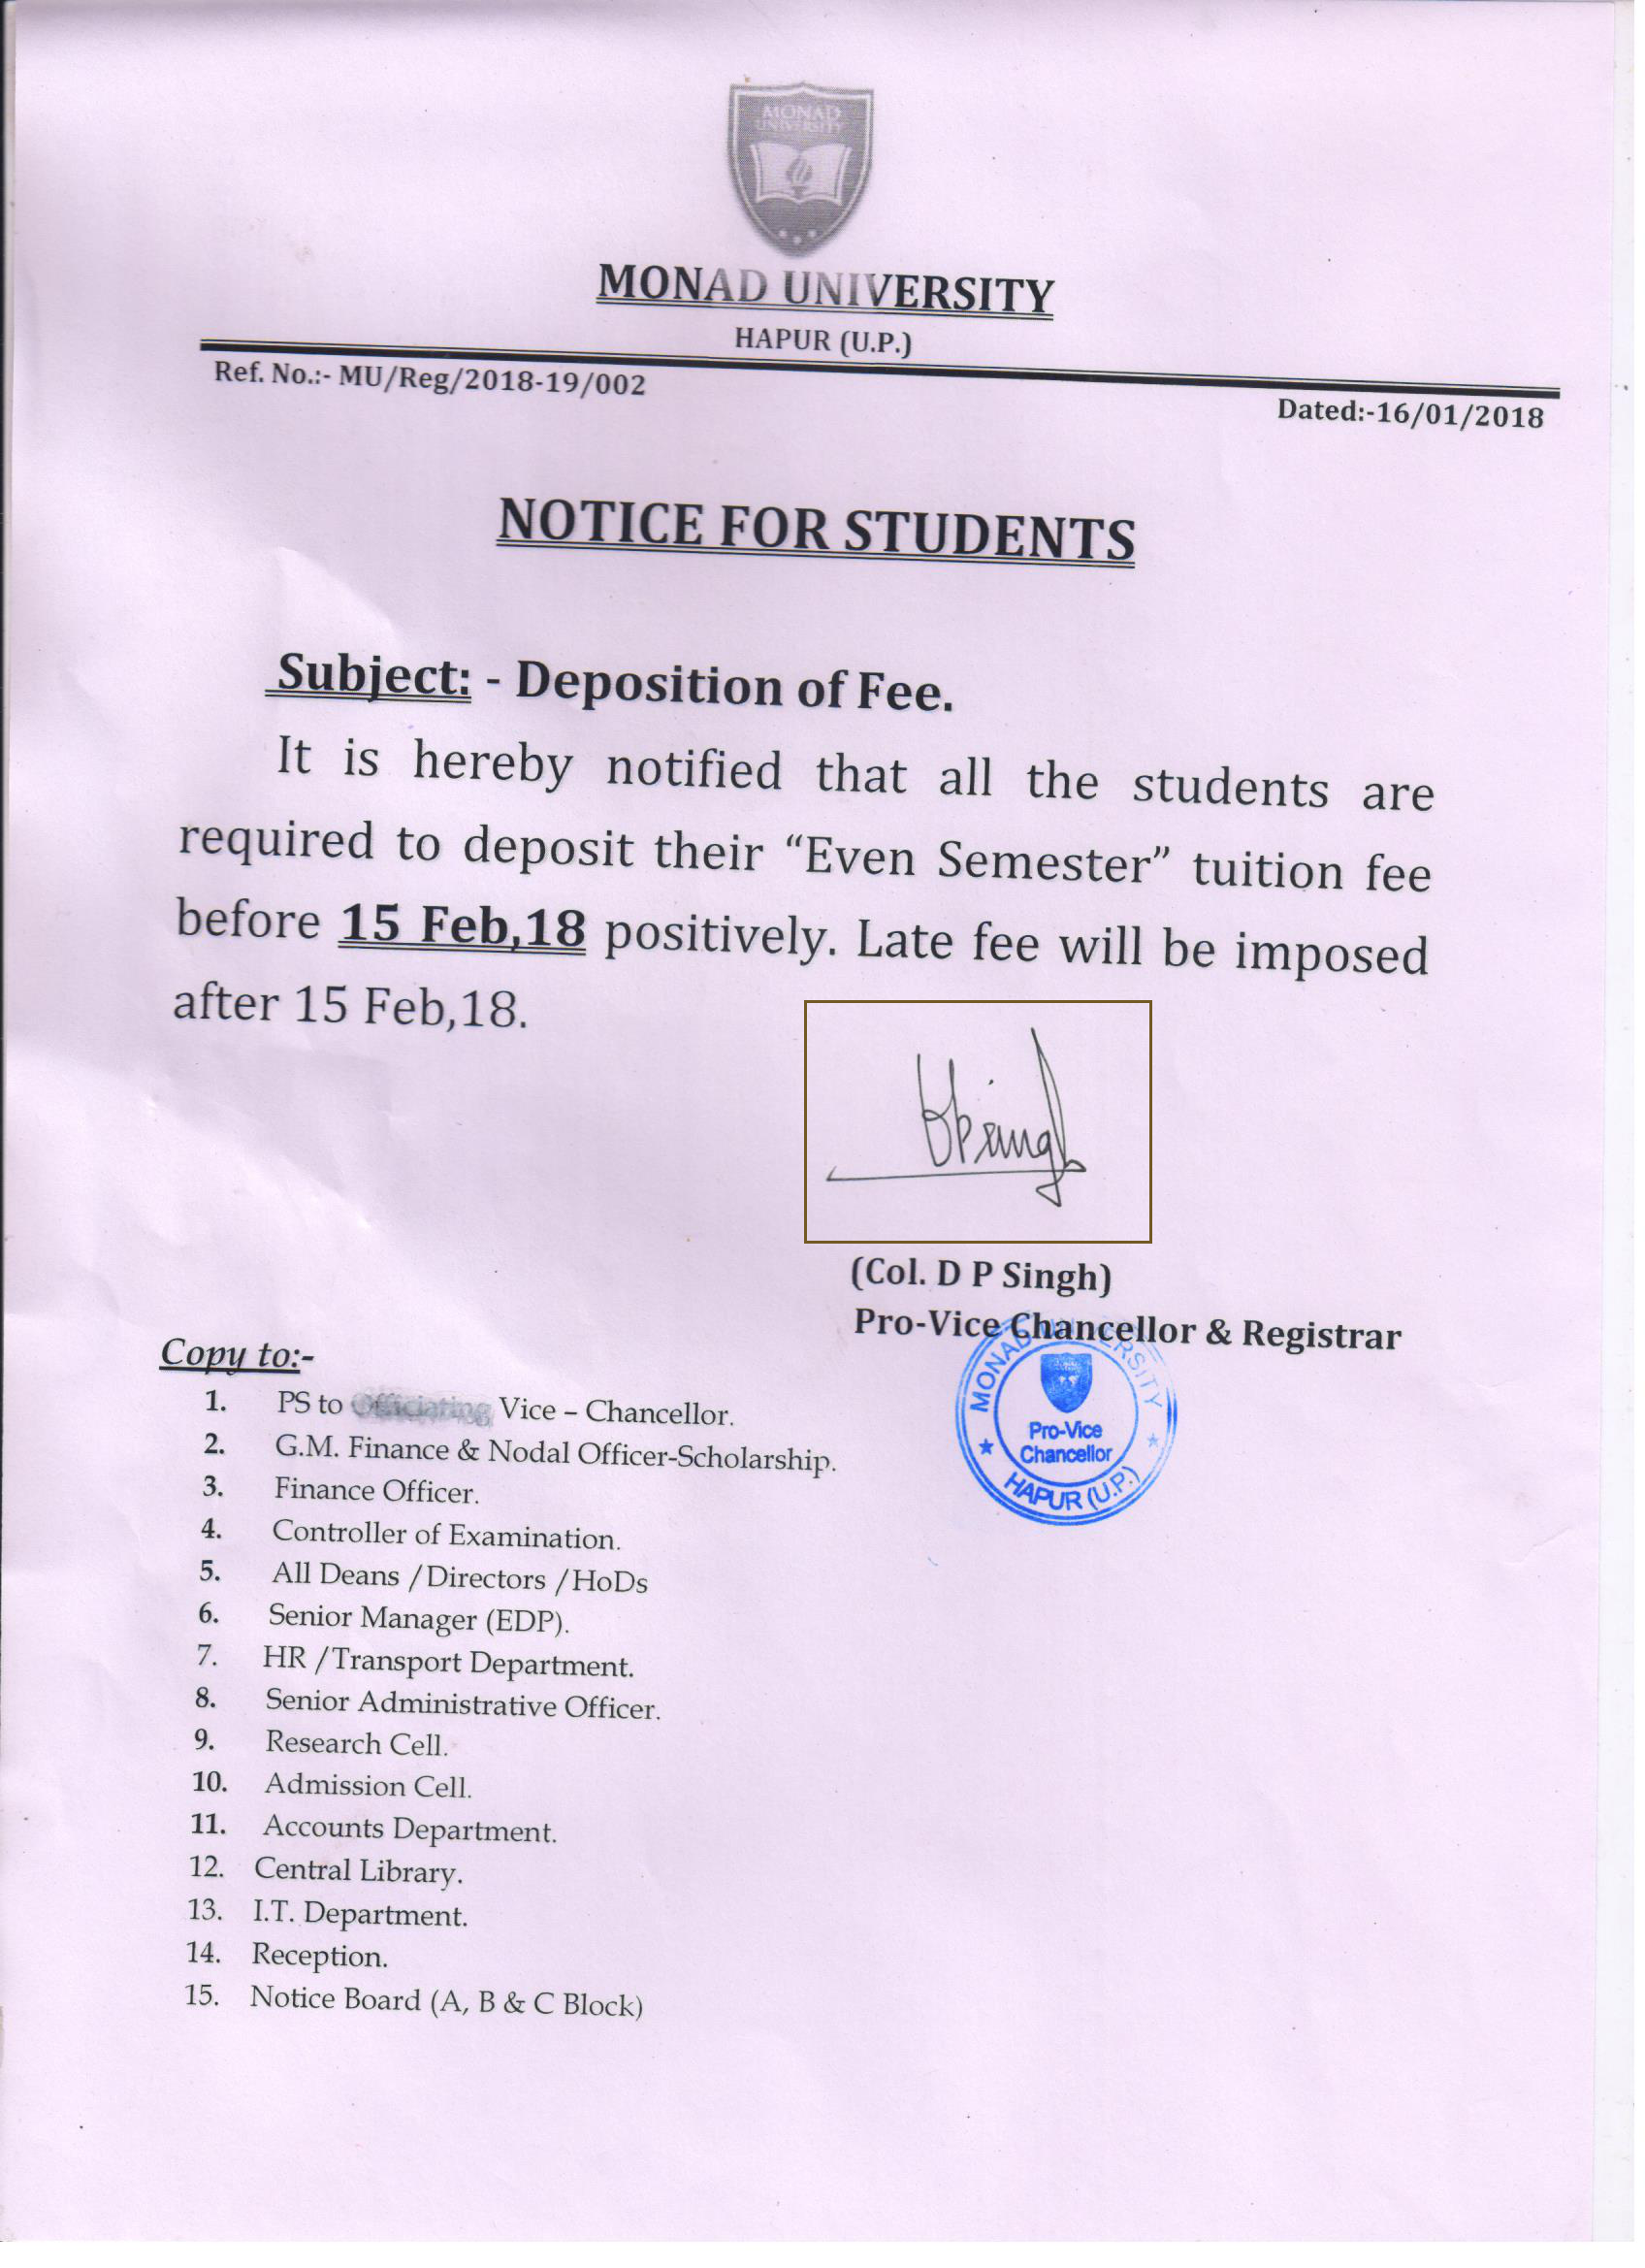 MONAD
UNIVERSITY
MONAD UNIVERSITY
HAPUR (U.P.)
Ref. No.:- MU/Reg/2018-19/002
Dated:-16/01/2018
NOTICE FOR STUDENTS
Subject: - Deposition of Fee.
It is hereby notified that all the students are
required to deposit their “Even Semester” tuition fee
before 15 Feb,18 positively. Late fee will be imposed
after 15 Feb,18.
DPSingh
(Col. D P Singh)
Pro-Vice Chancellor & Registrar
MONAD UNIVERSITY
Pro-Vice
Chancellor
HAPUR (U.P.)
Copy to:-
1. PS to Officiating Vice – Chancellor.
2. G.M. Finance & Nodal Officer-Scholarship.
3. Finance Officer.
4. Controller of Examination.
5. All Deans /Directors /HoDs
6. Senior Manager (EDP).
7. HR /Transport Department.
8. Senior Administrative Officer.
9. Research Cell.
10. Admission Cell.
11. Accounts Department.
12. Central Library.
13. I.T. Department.
14. Reception.
15. Notice Board (A, B & C Block)